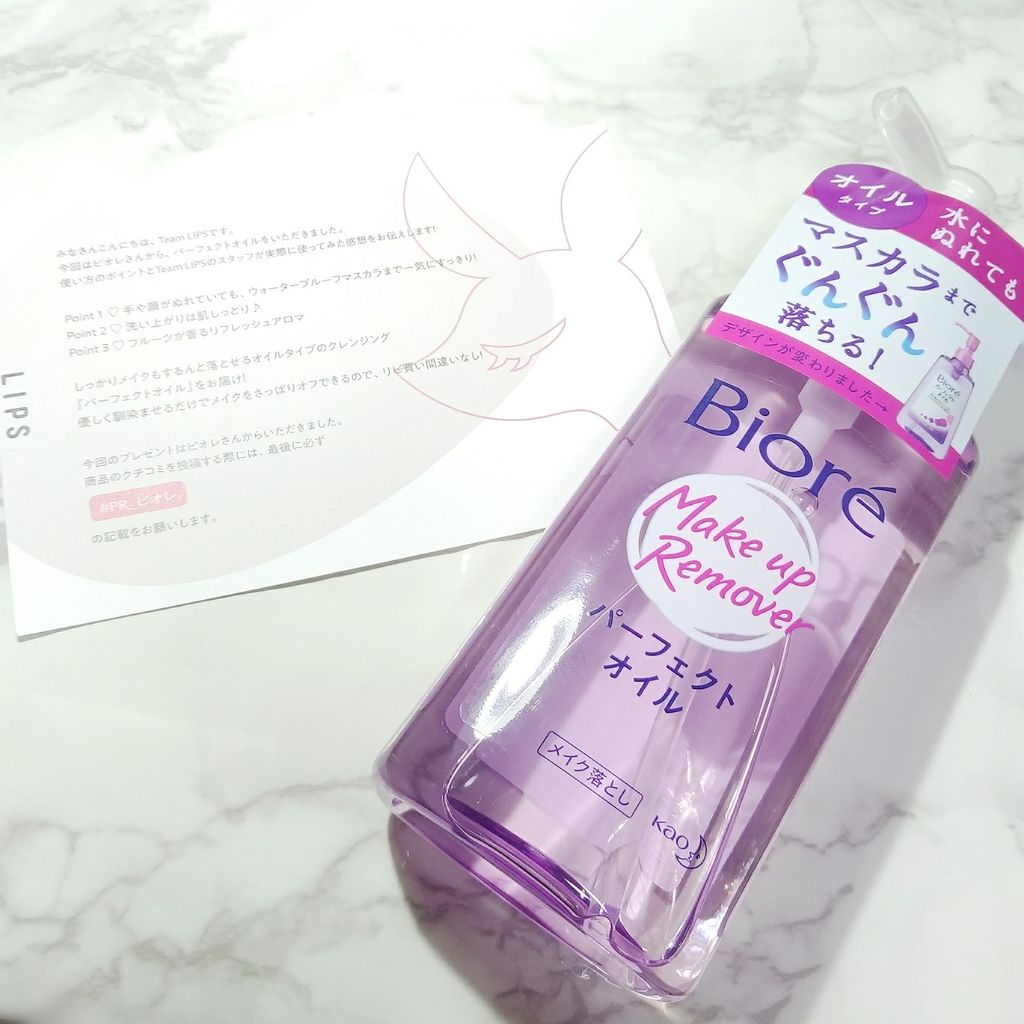 LIPS
みなさんこんにちは、Team LIPSです。
今回はビオレさんから、パーフェクトオイルをいただきました。
使い方のポイントとTeam LIPSのスタッフが実際に使ってみた感想をお伝えします!
Point 1 ♡ 手や顔がぬれていても、ウォータープルーフマスカラまで一気にすっきり!
Point 2 ♡ 洗い上がりは肌しっとり♪
Point 3 ♡ フルーツが香るリフレッシュアロマ
しっかりメイクもするんと落とせるオイルタイプのクレンジング
『パーフェクトオイル』をお届け!
優しく馴染ませるだけでメイクをさっぱりオフできるので、リピ買い間違いなし!
今回のプレゼントはビオレさんからいただきました。
商品のクチコミを投稿する際には、最後に必ず
#PR_ビオレ
の記載をお願いします。
オイル
タイプ
水に
ぬれても
マスカラまで
ぐんぐん
落ちる!
デザインが変わりました→
Bioré
Bioré
Make up
Remover
パーフェクト
オイル
メイク落とし
Kao